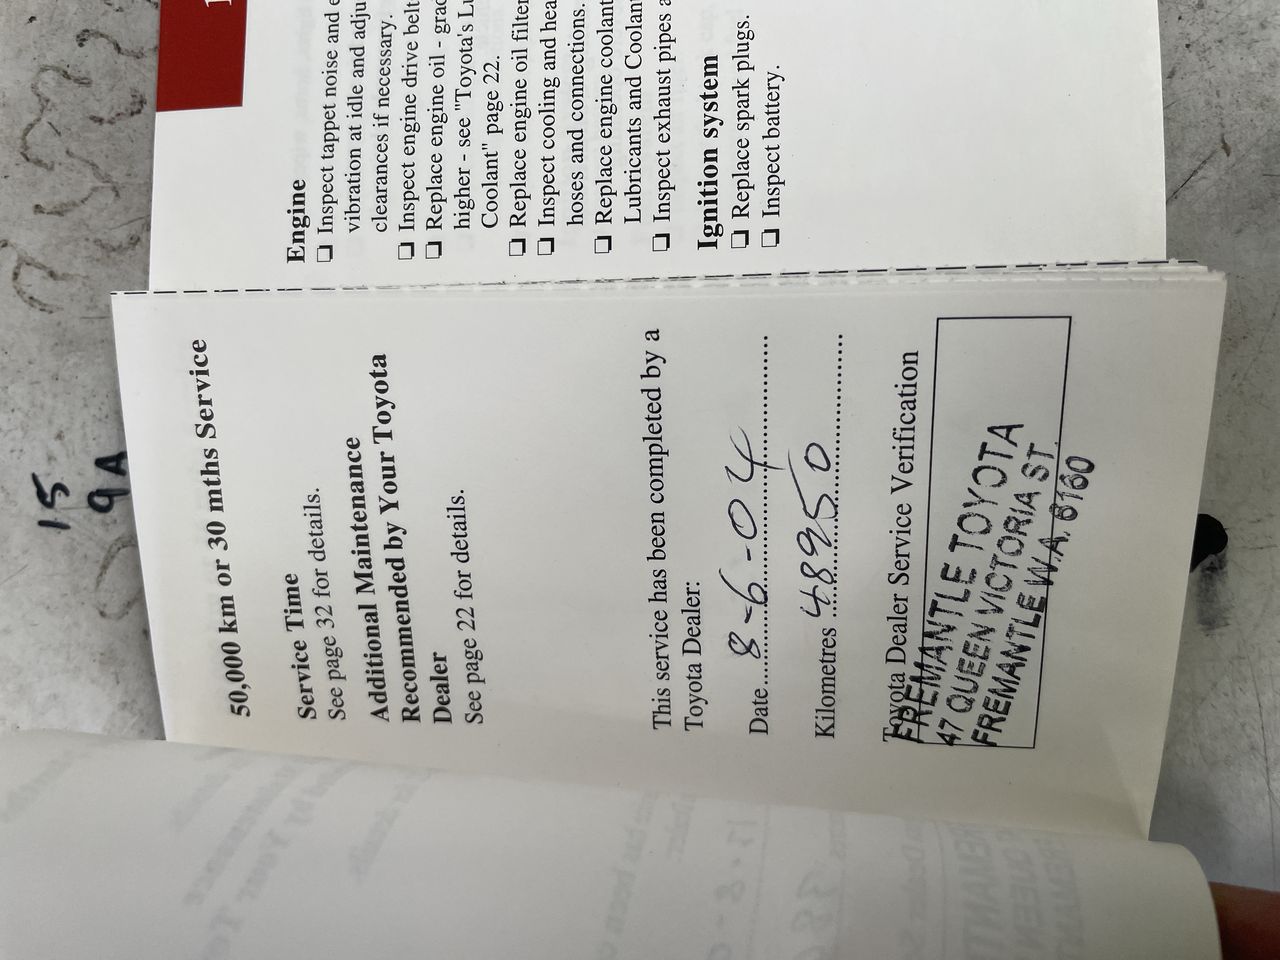 50,000 km or 30 mths Service
Service Time
See page 32 for details.
Additional Maintenance
Recommended by Your Toyota
Dealer
See page 22 for details.
This service has been completed by a
Toyota Dealer:
Date 8-6-04
Kilometres 48950
Toyota Dealer Service Verification
FREMANTLE TOYOTA
47 QUEEN VICTORIA ST.
FREMANTLE W.A. 6160
Engine
❏ Inspect tappet noise and
vibration at idle and
clearances if necessary.
❏ Inspect engine drive
❏ Replace engine oil -
higher - see "Toyota's
Coolant" page 22.
❏ Replace engine oil filter
❏ Inspect cooling and
hoses and connections.
❏ Replace engine coolant
Lubricants and Coolant
❏ Inspect exhaust pipes
Ignition system
❏ Replace spark plugs.
❏ Inspect battery.
15
9A